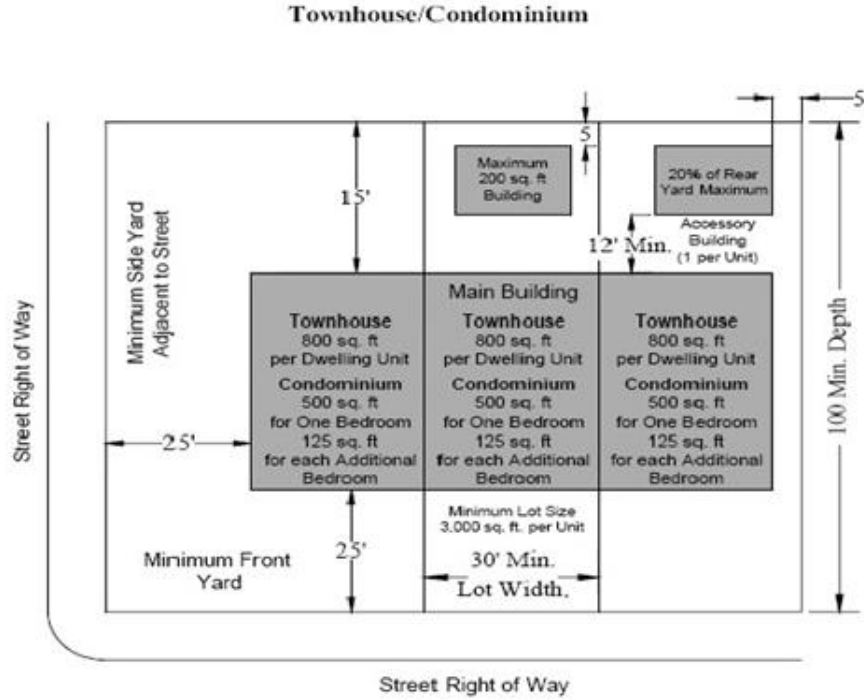 Townhouse/Condominium
5
5
Maximum
200 sq. ft
Building
20% of Rear
Yard Maximum
15'
12' Min.
Accessory
Building
(1 per Unit)
Minimum Side Yard
Adjacent to Street
Street Right of Way
Main Building
Townhouse
800 sq. ft
per Dwelling Unit
Condominium
500 sq. ft
for One Bedroom
125 sq. ft
for each Additional
Bedroom
Townhouse
800 sq. ft
per Dwelling Unit
Condominium
500 sq. ft
for One Bedroom
125 sq. ft
for each Additional
Bedroom
Townhouse
800 sq. ft
per Dwelling Unit
Condominium
500 sq. ft
for One Bedroom
125 sq. ft
for each Additional
Bedroom
100 Min. Depth
25'
Minimum Lot Size
3,000 sq. ft. per Unit
25'
Minimum Front
Yard
30' Min.
Lot Width.
Street Right of Way